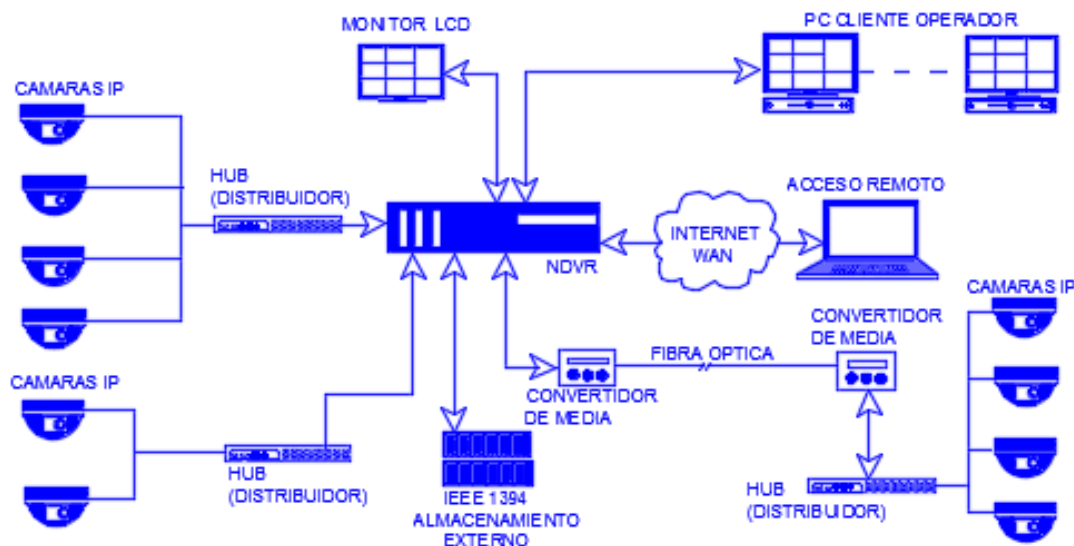 PC CLIENTE OPERADOR
MONITOR LCD
CAMARAS IP
HUB
(DISTRIBUIDOR)
ACCESO REMOTO
INTERNET
WAN
NDVR
CAMARAS IP
CONVERTIDOR
DE MEDIA
FIBRA OPTICA
CAMARAS IP
CONVERTIDOR
DE MEDIA
HUB
(DISTRIBUIDOR)
IEEE 1394
ALMACENAMIENTO
EXTERNO
HUB
(DISTRIBUIDOR)